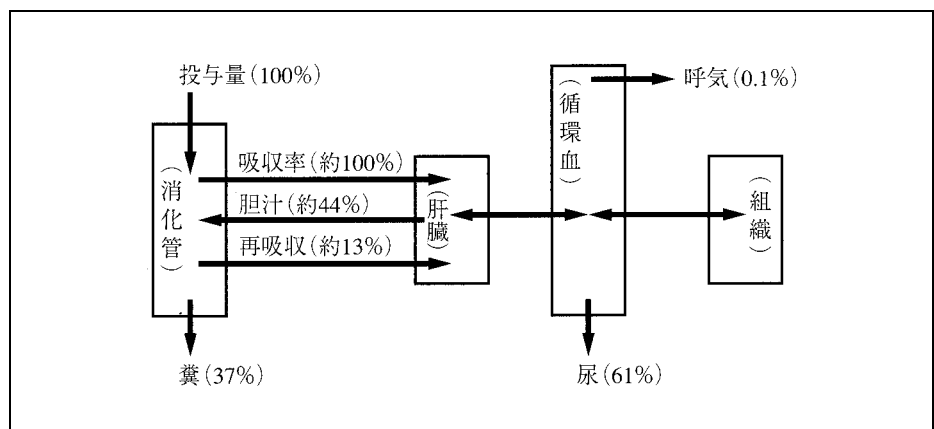 投与量(100%)
呼気(0.1%)
(循環血)
吸収率(約100%)
(消化管)
胆汁(約44%)
(肝臓)
(組織)
再吸収(約13%)
糞(37%)
尿(61%)